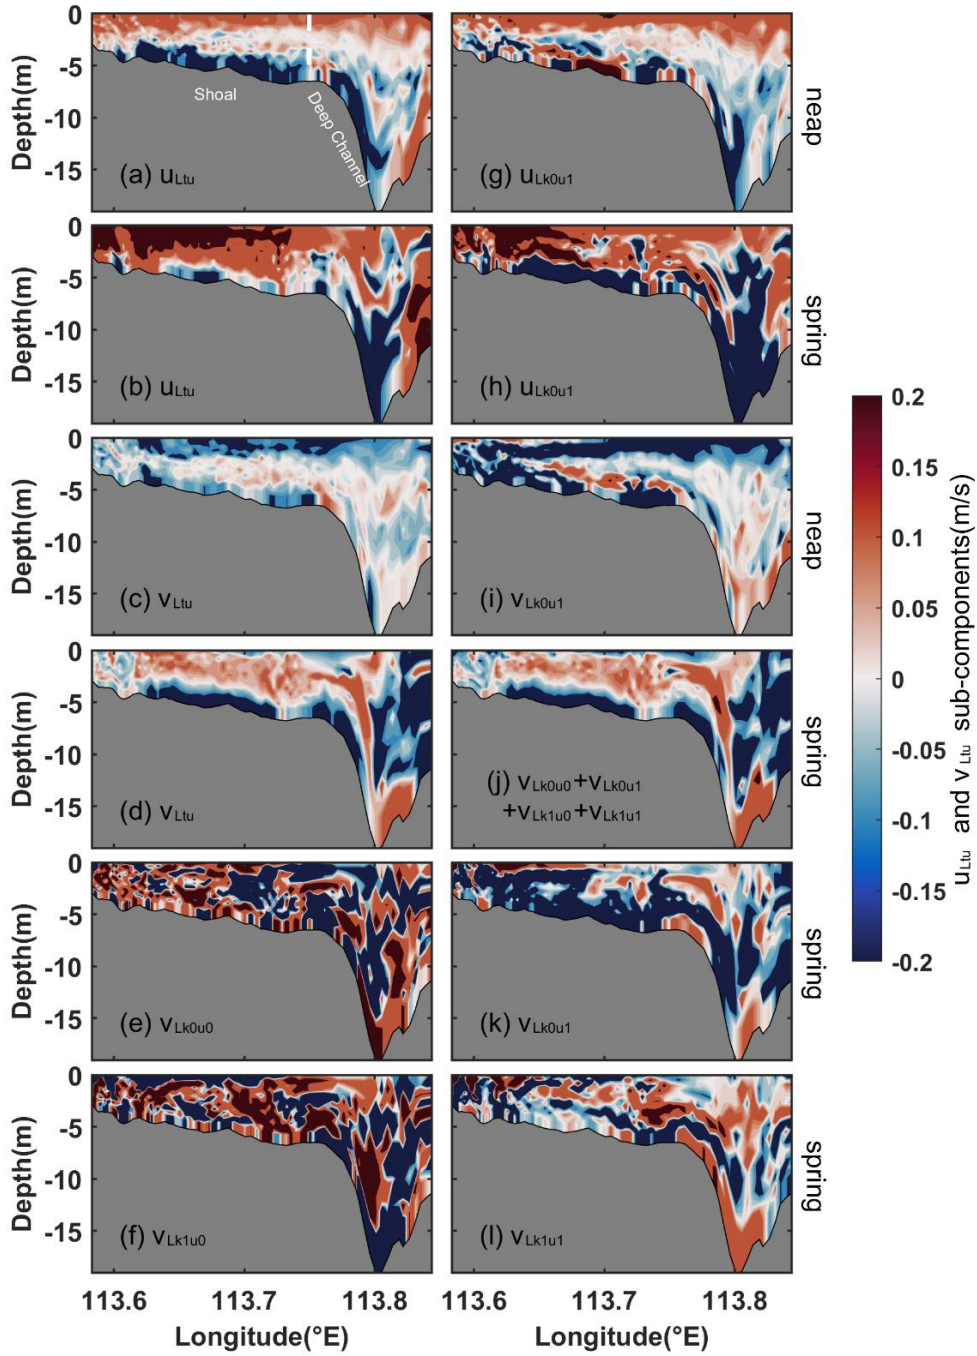 0
-5
-10
-15
Depth(m)
Shoal
Deep Channel
(a) uLtu
(g) uLk0u1
neap
0
-5
-10
-15
Depth(m)
(b) uLtu
(h) uLk0u1
spring
0
-5
-10
-15
Depth(m)
(c) vLtu
(i) vLk0u1
neap
0
-5
-10
-15
Depth(m)
(d) vLtu
(j) vLk0u0+vLk0u1
+vLk1u0+vLk1u1
spring
0
-5
-10
-15
Depth(m)
(e) vLk0u0
(k) vLk0u1
spring
0
-5
-10
-15
Depth(m)
(f) vLk1u0
(l) vLk1u1
spring
113.6 113.7 113.8
Longitude(°E)
113.6 113.7 113.8
Longitude(°E)
0.2
0.15
0.1
0.05
0
-0.05
-0.1
-0.15
-0.2
uLtu and vLtu sub-components(m/s)